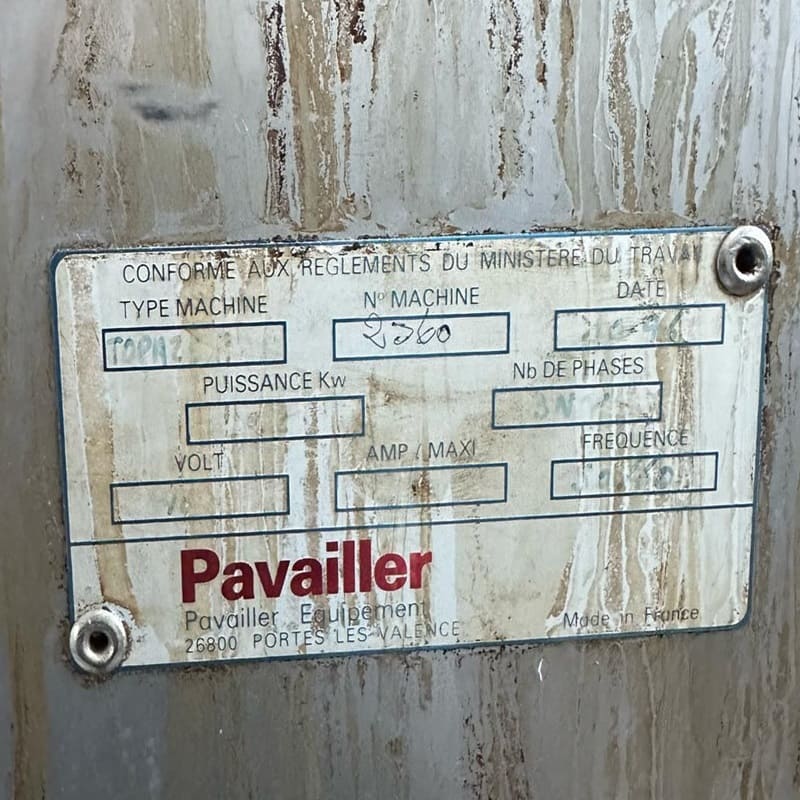 CONFORME AUX REGLEMENTS DU MINISTERE DU TRAVAIL
TYPE MACHINE N° MACHINE DATE
TOPAZ
PUISSANCE Kw Nb DE PHASES
VOLT AMP / MAXI FREQUENCE
Pavailler
Pavailler Equipement
26800 PORTES LES VALENCE
Made in France